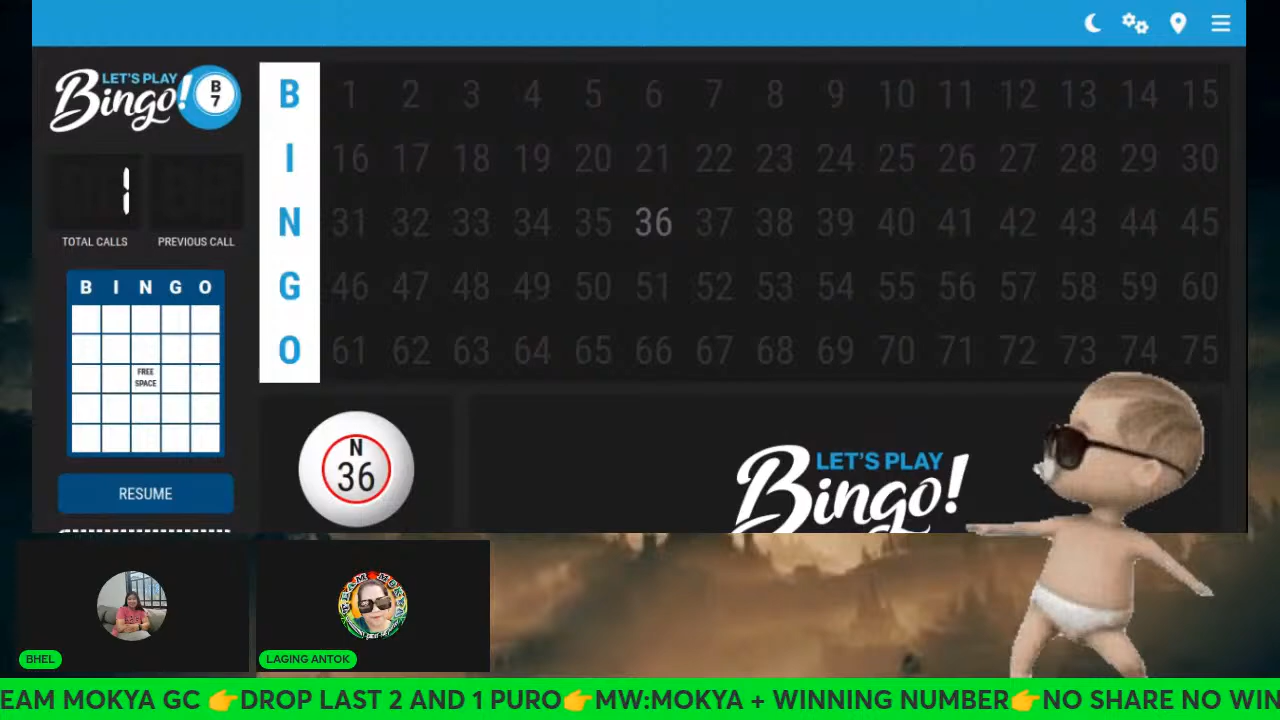 LET'S PLAY
Bingo!
B
7
1
TOTAL CALLS
PREVIOUS CALL
B I N G O
FREE
SPACE
RESUME
B 1 2 3 4 5 6 7 8 9 10 11 12 13 14 15
I 16 17 18 19 20 21 22 23 24 25 26 27 28 29 30
N 31 32 33 34 35 36 37 38 39 40 41 42 43 44 45
G 46 47 48 49 50 51 52 53 54 55 56 57 58 59 60
O 61 62 63 64 65 66 67 68 69 70 71 72 73 74 75
N
36
LET'S PLAY
Bingo!
BHEL
TEAM MOKYA
LAGING ANTOK
EAM MOKYA GC 👉DROP LAST 2 AND 1 PURO👉MW:MOKYA + WINNING NUMBER👉NO SHARE NO WIN